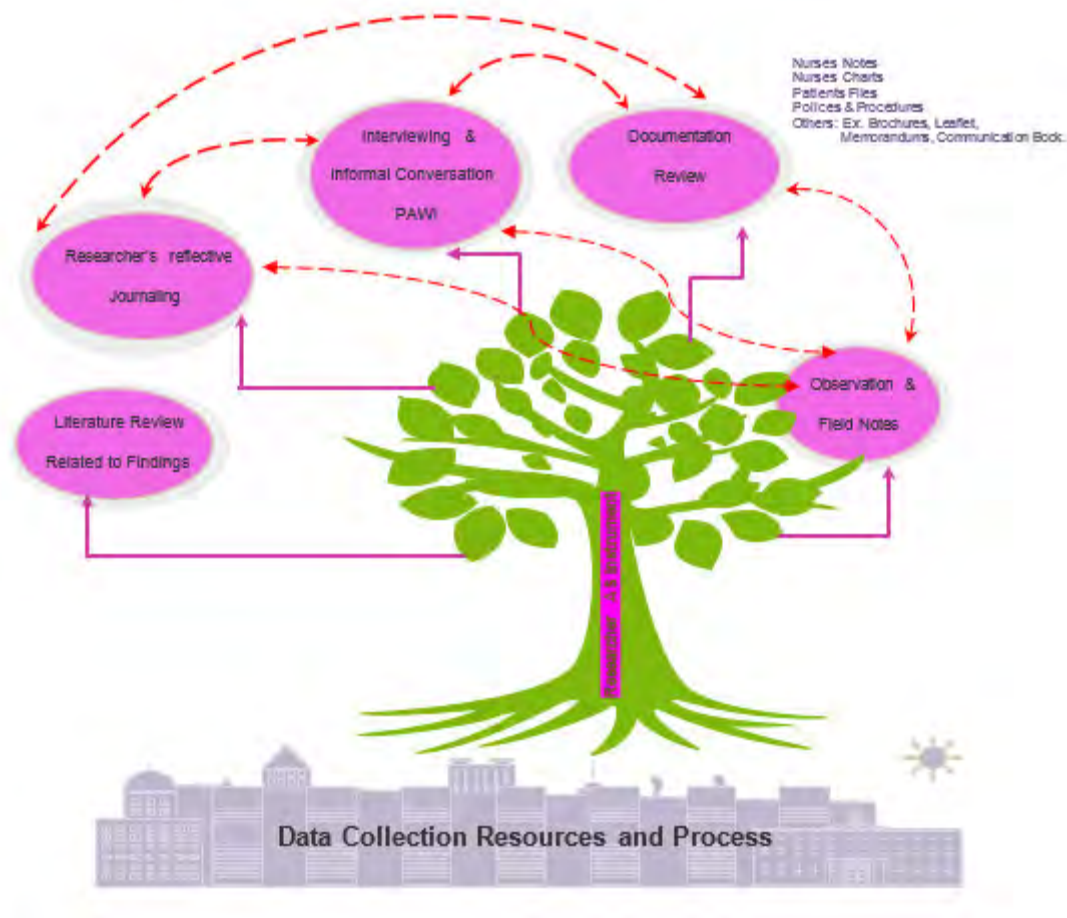 Nurses Notes
Nurses Charts
Patients Files
Polices & Procedures
Others: Ex. Brochures, Leaflet,
Memorandums, Communication Book.
Interviewing &
Informal Conversation
PAWI
Documentation
Review
Researcher's reflective
Journaling
Observation &
Field Notes
Literature Review
Related to Findings
Researcher As Instrument
Data Collection Resources and Process